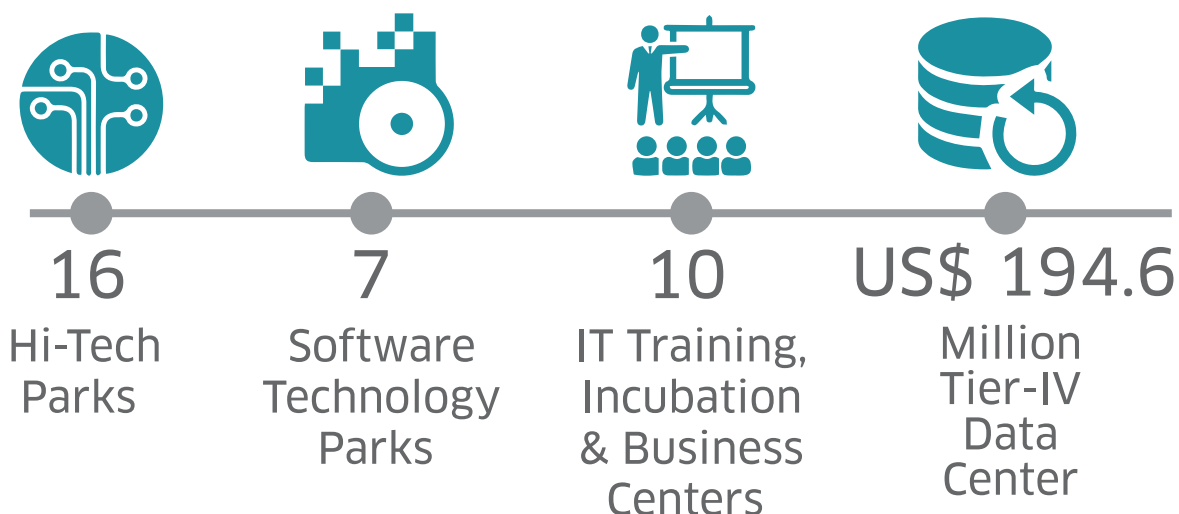 16
Hi-Tech
Parks
7
Software
Technology
Parks
10
IT Training,
Incubation
& Business
Centers
US$ 194.6
Million
Tier-IV
Data
Center